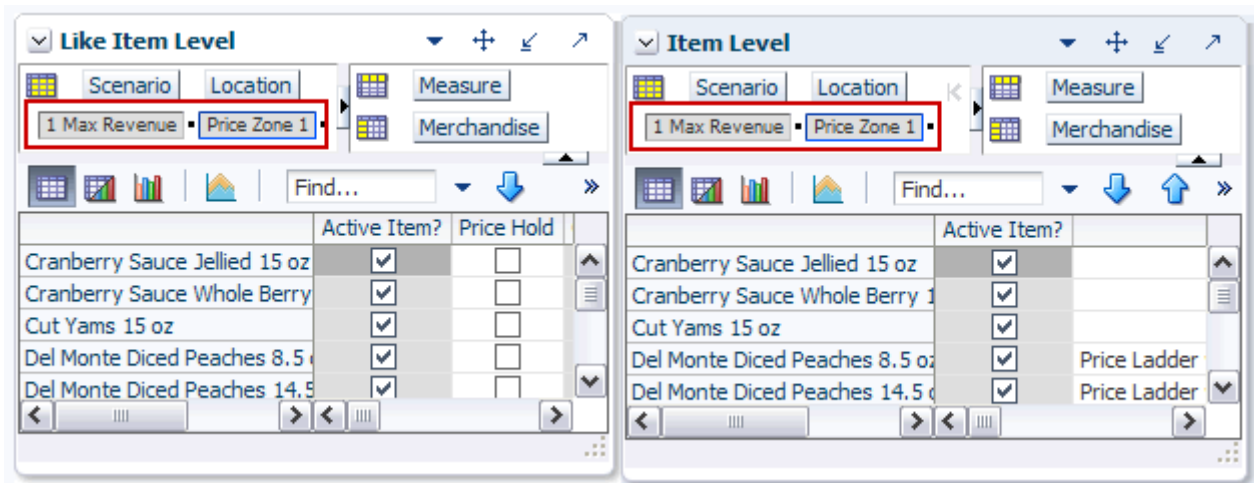 Like Item Level
Scenario Location Measure
1 Max Revenue Price Zone 1 Merchandise
Find...
Active Item? Price Hold
Cranberry Sauce Jellied 15 oz
Cranberry Sauce Whole Berry
Cut Yams 15 oz
Del Monte Diced Peaches 8.5
Del Monte Diced Peaches 14.5
Item Level
Scenario Location Measure
1 Max Revenue Price Zone 1 Merchandise
Find...
Active Item?
Cranberry Sauce Jellied 15 oz
Cranberry Sauce Whole Berry 1
Cut Yams 15 oz
Del Monte Diced Peaches 8.5 oz Price Ladder
Del Monte Diced Peaches 14.5 Price Ladder